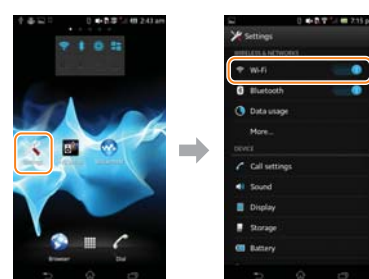 2:43 am
Browser
Dial
7:15 p
Settings
WIRELESS & NETWORKS
Wi-Fi
Bluetooth
Data usage
More...
DEVICE
Call settings
Sound
Display
Storage
Battery